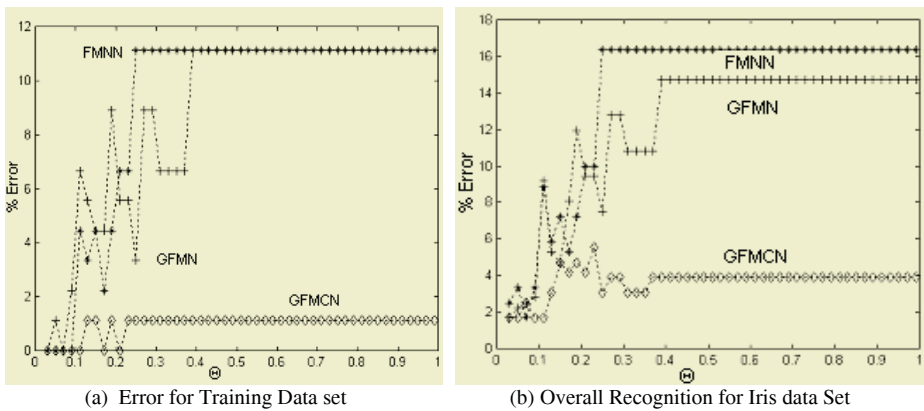 12
10
8
6
4
2
0
% Error
FMNN
GFMN
GFMCN
0 0.1 0.2 0.3 0.4 0.5 0.6 0.7 0.8 0.9 1
Θ
(a) Error for Training Data set
18
16
14
12
10
8
6
4
2
0
% Error
FMNN
GFMN
GFMCN
0 0.1 0.2 0.3 0.4 0.5 0.6 0.7 0.8 0.9 1
Θ
(b) Overall Recognition for Iris data Set